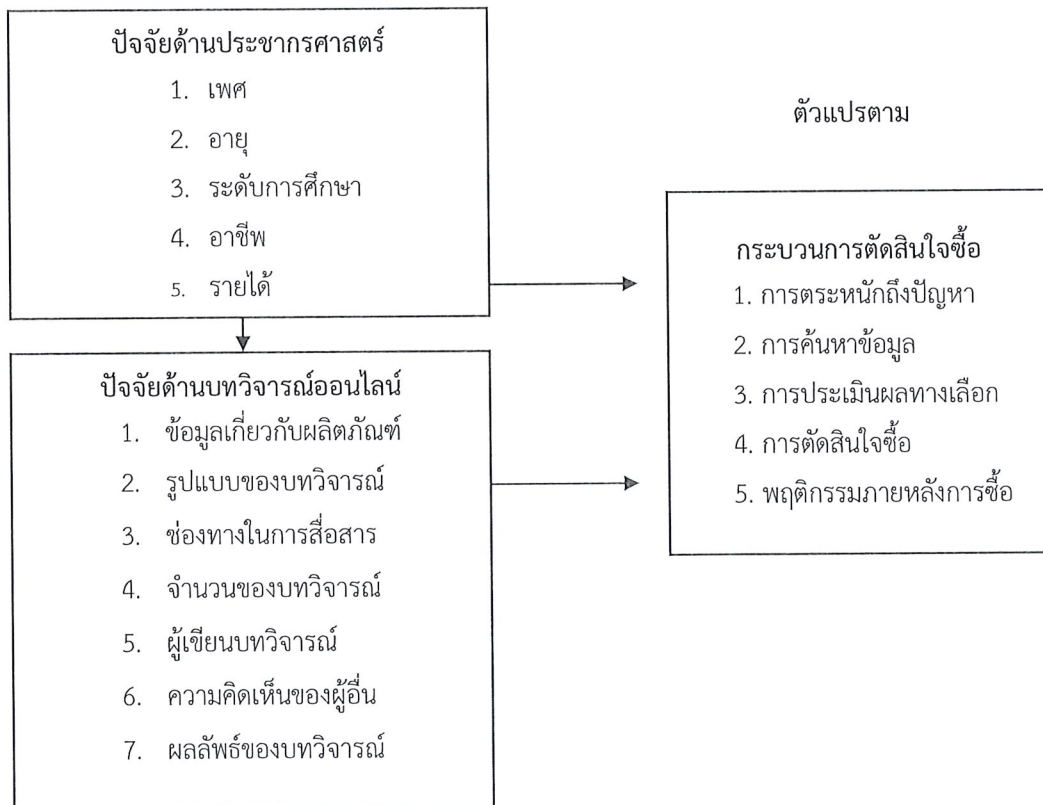 ปัจจัยด้านประชากรศาสตร์
1. เพศ
2. อายุ
3. ระดับการศึกษา
4. อาชีพ
5. รายได้
ปัจจัยด้านบทวิจารณ์ออนไลน์
1. ข้อมูลเกี่ยวกับผลิตภัณฑ์
2. รูปแบบของบทวิจารณ์
3. ช่องทางในการสื่อสาร
4. จำนวนของบทวิจารณ์
5. ผู้เขียนบทวิจารณ์
6. ความคิดเห็นของผู้อื่น
7. ผลลัพธ์ของบทวิจารณ์
ตัวแปรตาม
กระบวนการตัดสินใจซื้อ
1. การตระหนักถึงปัญหา
2. การค้นหาข้อมูล
3. การประเมินผลทางเลือก
4. การตัดสินใจซื้อ
5. พฤติกรรมภายหลังการซื้อ